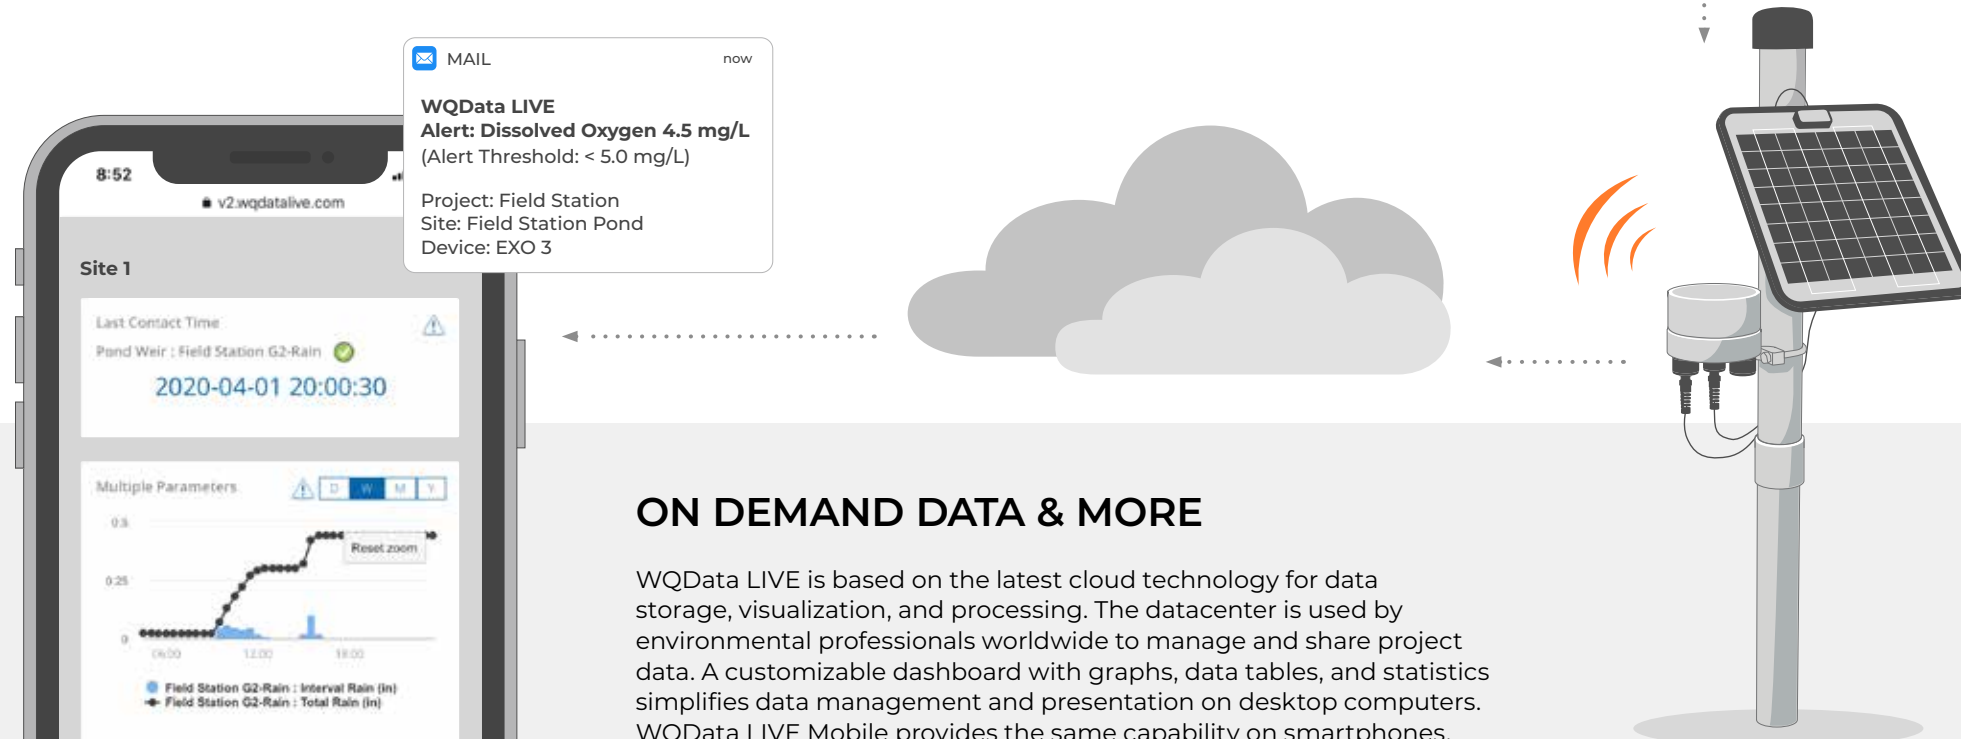 MAIL now
WQData LIVE
Alert: Dissolved Oxygen 4.5 mg/L
(Alert Threshold: < 5.0 mg/L)
Project: Field Station
Site: Field Station Pond
Device: EXO 3
8:52
v2.wqdatalive.com
Site 1
Last Contact Time
Pond Weir : Field Station G2-Rain
2020-04-01 20:00:30
Multiple Parameters D W M Y
0.5
Reset zoom
0.25
0
06:00 12:00 18:00
Field Station G2-Rain : Interval Rain (in)
Field Station G2-Rain : Total Rain (in)
ON DEMAND DATA & MORE
WQData LIVE is based on the latest cloud technology for data
storage, visualization, and processing. The datacenter is used by
environmental professionals worldwide to manage and share project
data. A customizable dashboard with graphs, data tables, and statistics
simplifies data management and presentation on desktop computers.
WQData LIVE Mobile provides the same capability on smartphones.